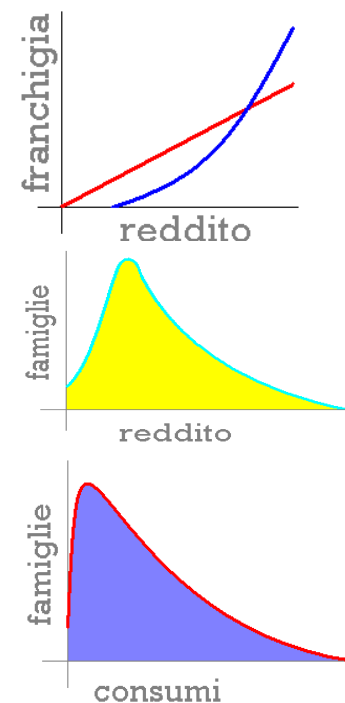 franchigia
reddito
famiglie
reddito
famiglie
consumi